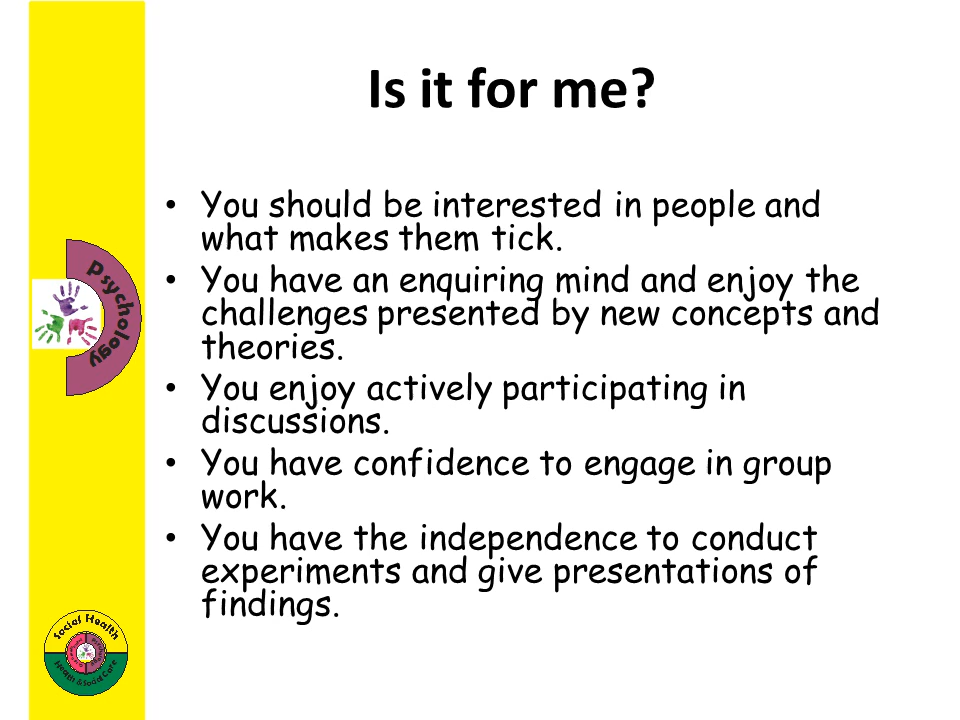 Is it for me?
• You should be interested in people and
what makes them tick.
• You have an enquiring mind and enjoy the
challenges presented by new concepts and
theories.
• You enjoy actively participating in
discussions.
• You have confidence to engage in group
work.
• You have the independence to conduct
experiments and give presentations of
findings.
Psychology
Social Health
Health & Social Care